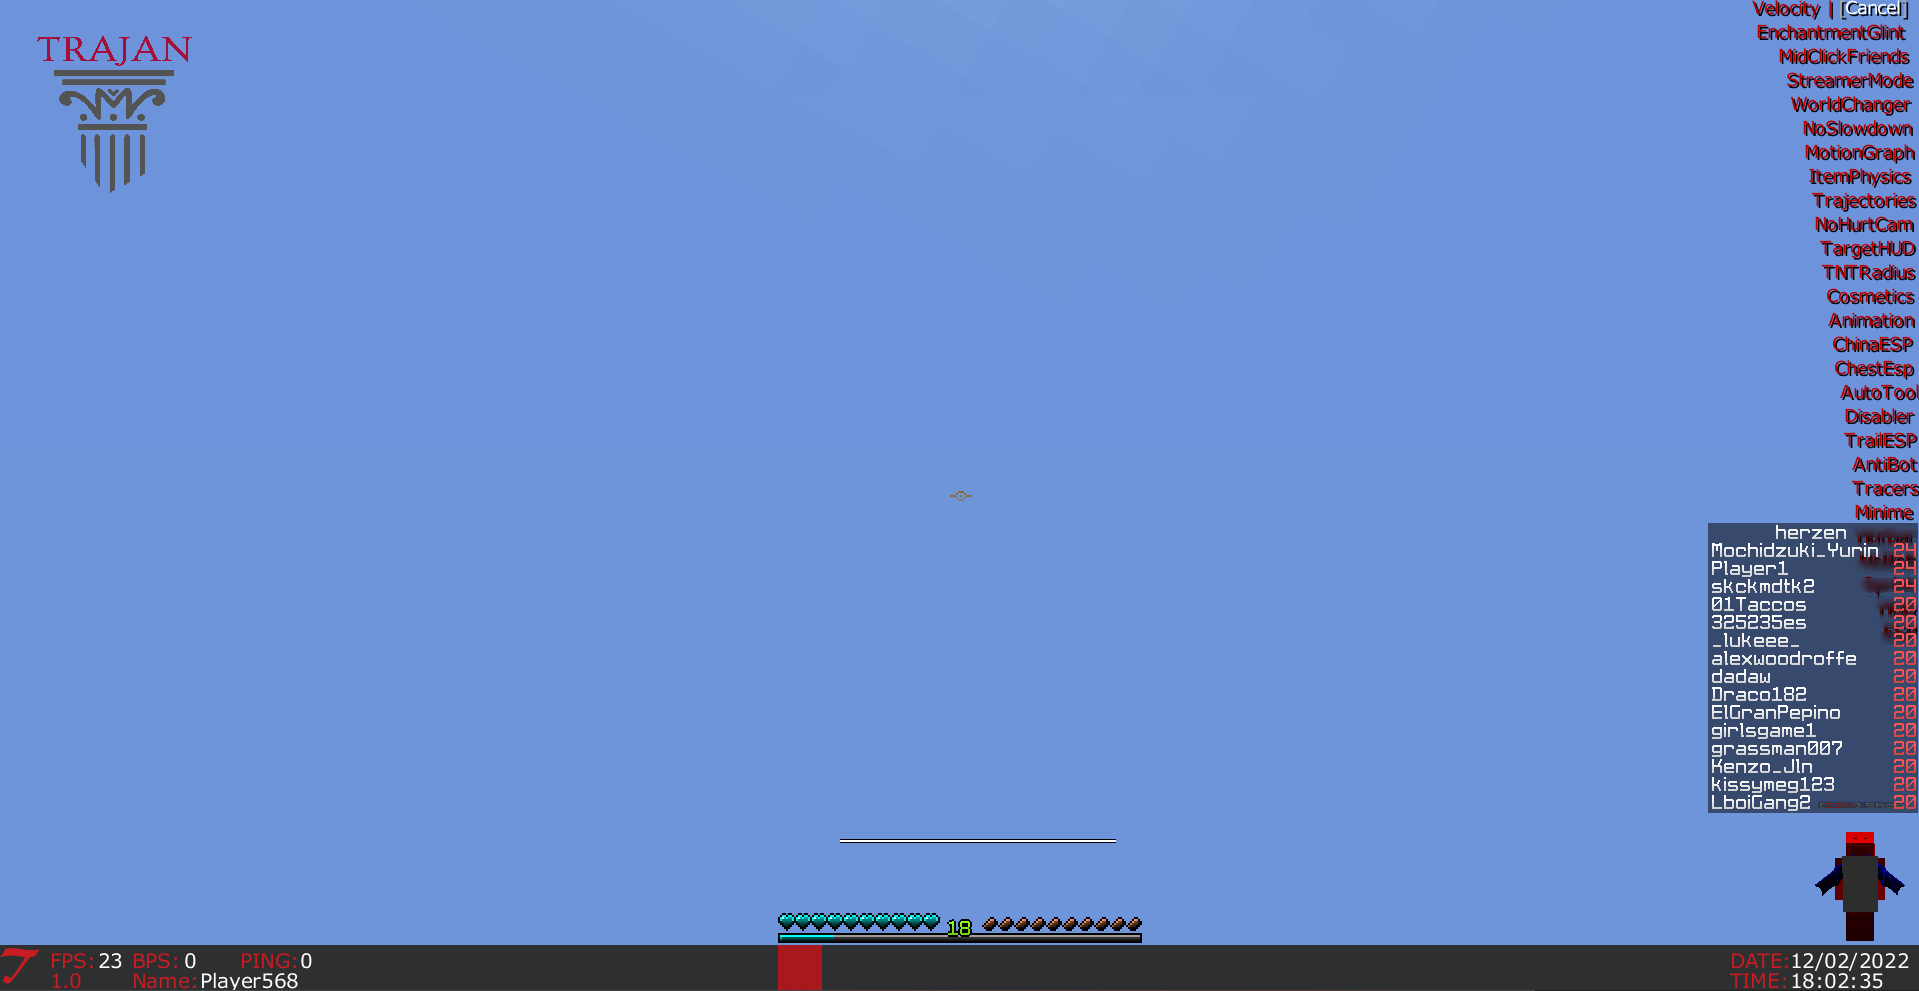 TRAJAN
Velocity | [Cancel]
EnchantmentGlint
MidClickFriends
StreamerMode
WorldChanger
NoSlowdown
MotionGraph
ItemPhysics
Trajectories
NoHurtCam
TargetHUD
TNTRadius
Cosmetics
Animation
ChinaESP
ChestEsp
AutoTool
Disabler
TrailESP
AntiBot
Tracers
Minime
herzen
Mochidzuki_Yurin 24
Player1 24
skckmdtk2 24
01Taccos 20
325235es 20
_lukeee_ 20
alexwoodroffe 20
dadaw 20
Draco182 20
ElGranPepino 20
girlsgame1 20
grassman007 20
Kenzo_Jln 20
kissymeg123 20
LboiGang2 20
18
FPS: 23 BPS: 0 PING: 0
1.0 Name: Player568
DATE: 12/02/2022
TIME: 18:02:35